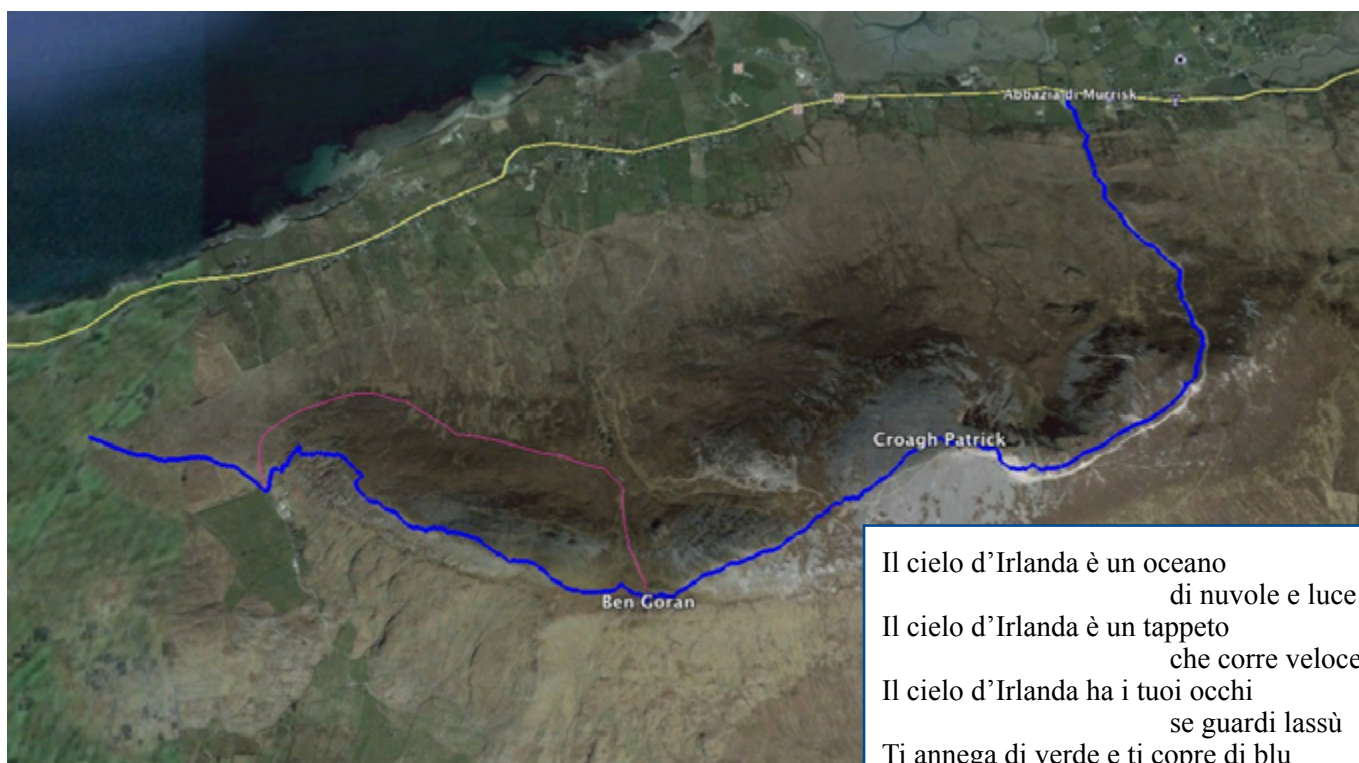 Abbazia di Murrisk
Croagh Patrick
Ben Goran
Il cielo d’Irlanda è un oceano
di nuvole e luce
Il cielo d’Irlanda è un tappeto
che corre veloce
Il cielo d’Irlanda ha i tuoi occhi
se guardi lassù
Ti annega di verde e ti copre di blu